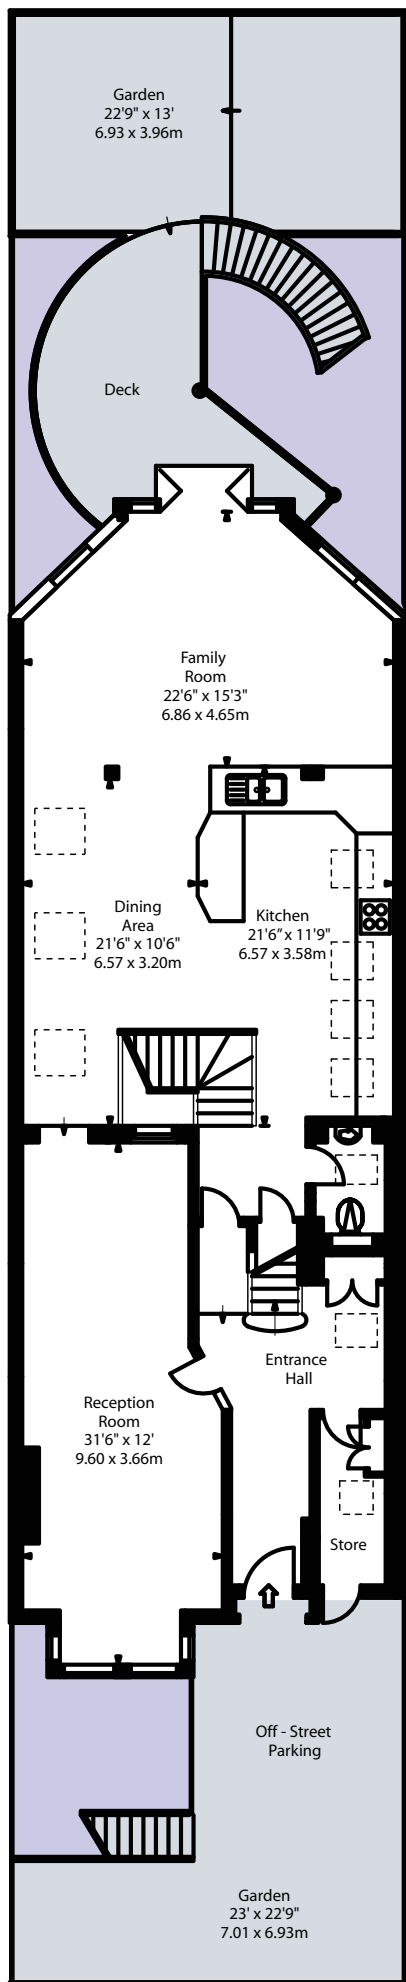 Garden
22'9" x 13'
6.93 x 3.96m
Deck
Family
Room
22'6" x 15'3"
6.86 x 4.65m
Dining
Area
21'6" x 10'6"
6.57 x 3.20m
Kitchen
21'6" x 11'9"
6.57 x 3.58m
Entrance
Hall
Reception
Room
31'6" x 12'
9.60 x 3.66m
Store
Off - Street
Parking
Garden
23' x 22'9"
7.01 x 6.93m